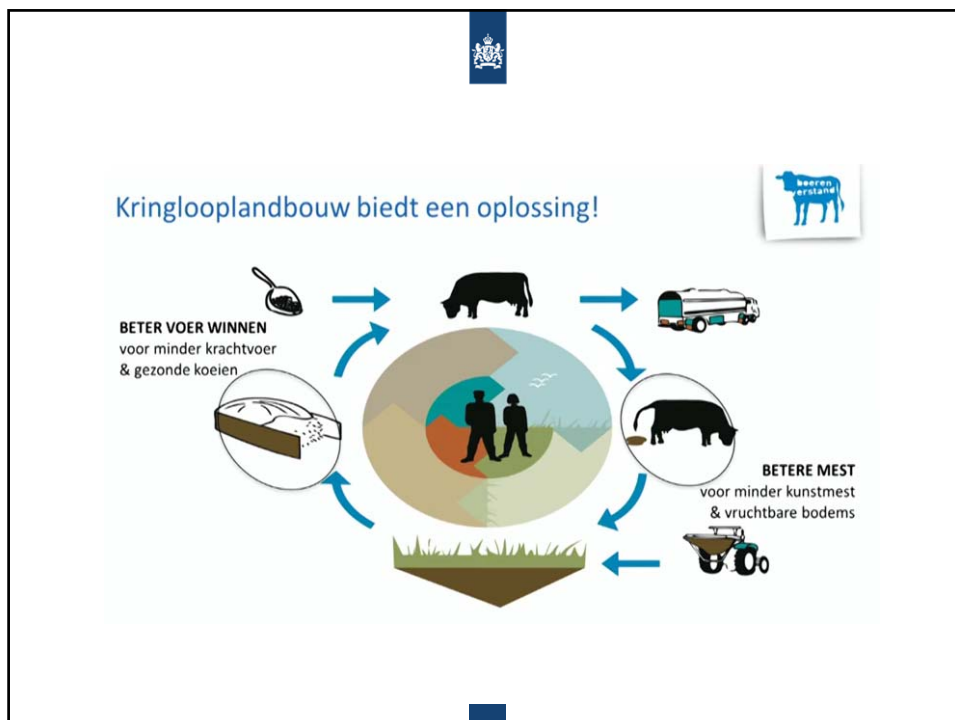 Kringlooplandbouw biedt een oplossing!
boeren
verstand
BETER VOER WINNEN
voor minder krachtvoer
& gezonde koeien
BETERE MEST
voor minder kunstmest
& vruchtbare bodems